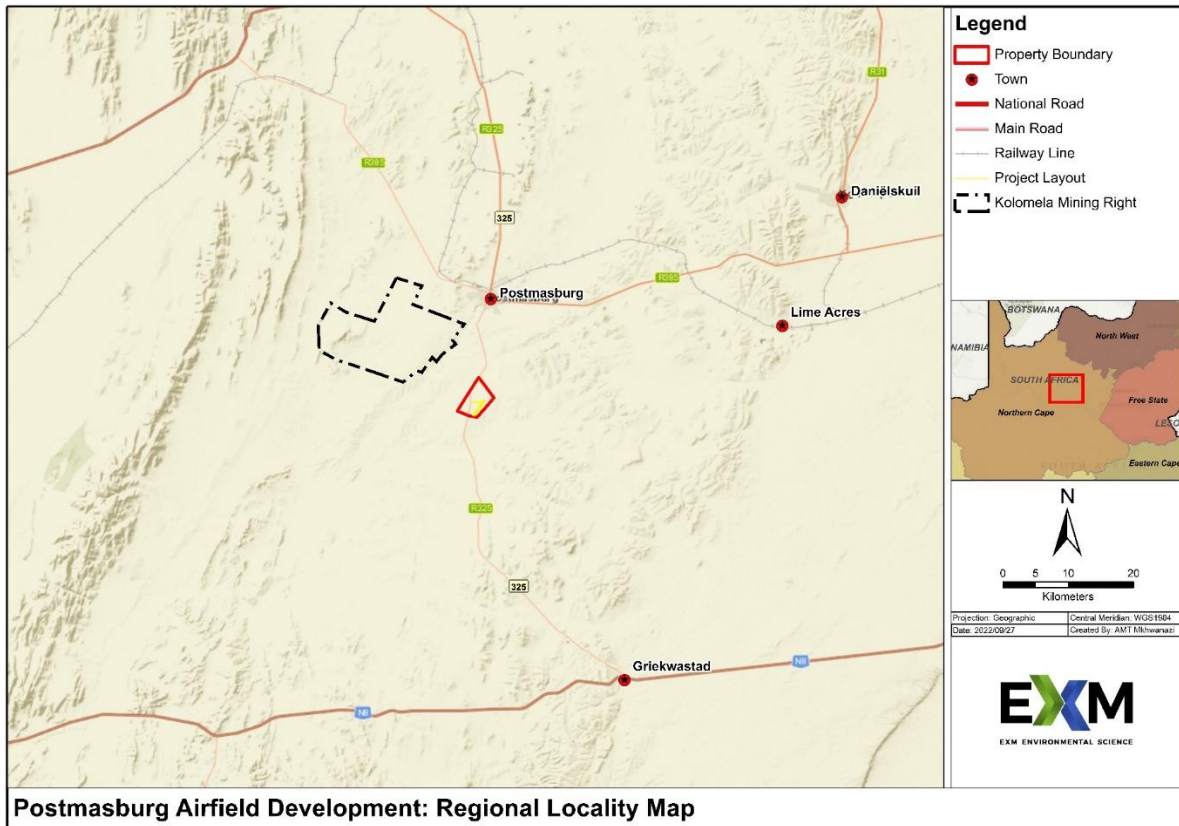 Legend
Property Boundary
Town
National Road
Main Road
Railway Line
Project Layout
Kolomela Mining Right
R31
R325
R385
325
Daniëlskuil
Postmasburg
R385
Lime Acres
R325
325
Griekwastad
N8
N8
BOTSWANA
NAMIBIA
North West
SOUTH AFRICA
Free State
Northern Cape
Eastern Cape
N
0 5 10 20
Kilometers
Projection: Geographic
Central Meridian: WGS1984
Date: 2022/09/27
Created By: AMT Mkhwanazi
EXM
EXM ENVIRONMENTAL SCIENCE
Postmasburg Airfield Development: Regional Locality Map